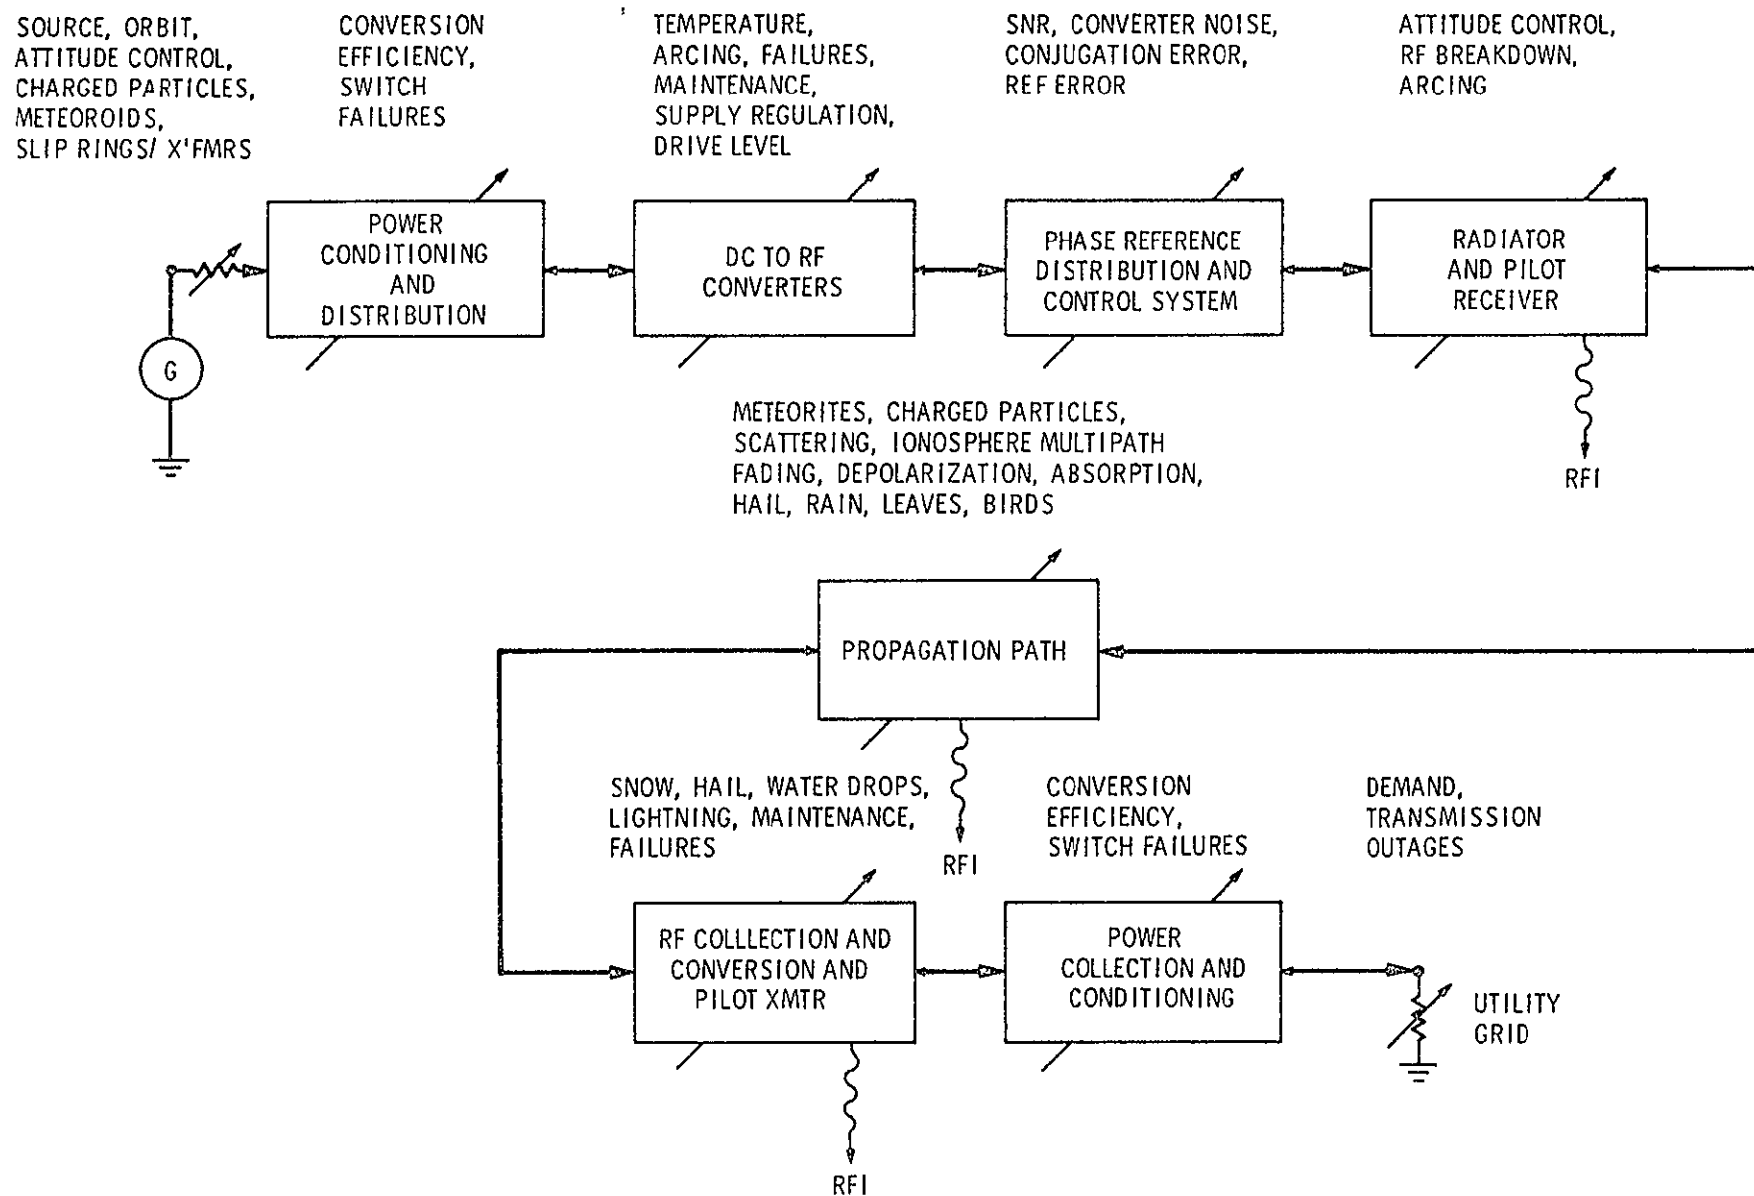 SOURCE, ORBIT,
ATTITUDE CONTROL,
CHARGED PARTICLES,
METEOROIDS,
SLIP RINGS/ X'FMRS
CONVERSION
EFFICIENCY,
SWITCH
FAILURES
TEMPERATURE,
ARCING, FAILURES,
MAINTENANCE,
SUPPLY REGULATION,
DRIVE LEVEL
SNR, CONVERTER NOISE,
CONJUGATION ERROR,
REF ERROR
ATTITUDE CONTROL,
RF BREAKDOWN,
ARCING
G
POWER
CONDITIONING
AND
DISTRIBUTION
DC TO RF
CONVERTERS
PHASE REFERENCE
DISTRIBUTION AND
CONTROL SYSTEM
RADIATOR
AND PILOT
RECEIVER
RFI
METEORITES, CHARGED PARTICLES,
SCATTERING, IONOSPHERE MULTIPATH
FADING, DEPOLARIZATION, ABSORPTION,
HAIL, RAIN, LEAVES, BIRDS
PROPAGATION PATH
RFI
SNOW, HAIL, WATER DROPS,
LIGHTNING, MAINTENANCE,
FAILURES
CONVERSION
EFFICIENCY,
SWITCH FAILURES
DEMAND,
TRANSMISSION
OUTAGES
RF COLLLECTION AND
CONVERSION AND
PILOT XMTR
POWER
COLLECTION AND
CONDITIONING
UTILITY
GRID
RFI